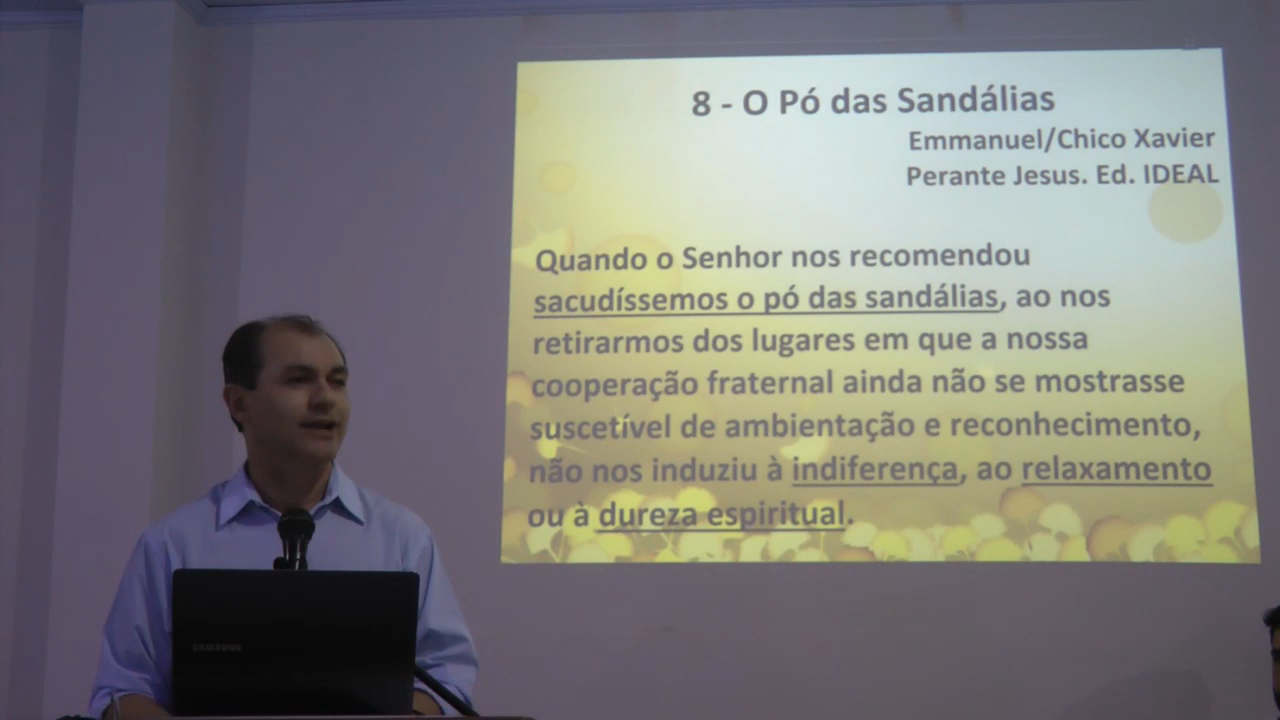 8 - O Pó das Sandálias
Emmanuel/Chico Xavier
Perante Jesus. Ed. IDEAL
Quando o Senhor nos recomendou
sacudíssemos o pó das sandálias, ao nos
retirarmos dos lugares em que a nossa
cooperação fraternal ainda não se mostrasse
suscetível de ambientação e reconhecimento,
não nos induziu à indiferença, ao relaxamento
ou à dureza espiritual.
SAMSUNG